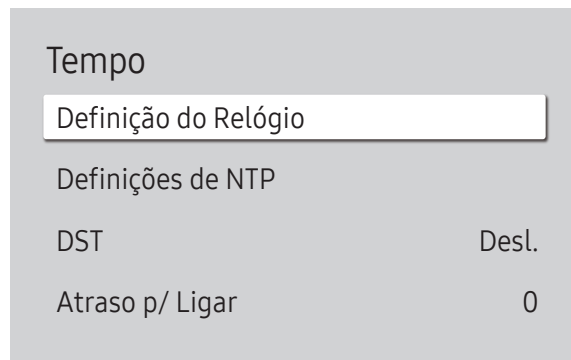 Tempo
Definição do Relógio
Definições de NTP
DST Desl.
Atraso p/ Ligar 0